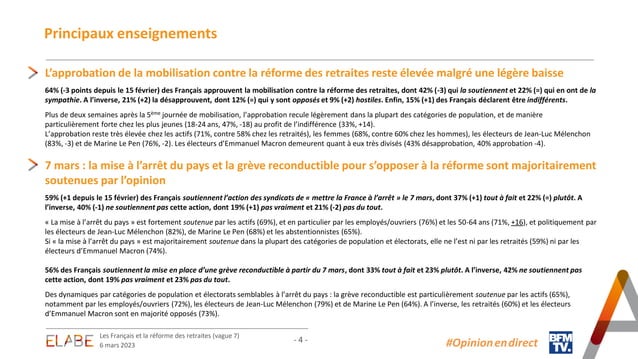 Principaux enseignements
L’approbation de la mobilisation contre la réforme des retraites reste élevée malgré une légère baisse
64% (-3 points depuis le 15 février) des Français approuvent la mobilisation contre la réforme des retraites, dont 42% (-3) qui la soutiennent et 22% (=) qui en ont de la
sympathie. A l’inverse, 21% (+2) la désapprouvent, dont 12% (=) qui y sont opposés et 9% (+2) hostiles. Enfin, 15% (+1) des Français déclarent être indifférents.
Plus de deux semaines après la 5ème journée de mobilisation, l’approbation recule légèrement dans la plupart des catégories de population, et de manière
particulièrement forte chez les plus jeunes (18-24 ans, 47%, -18) au profit de l’indifférence (33%, +14).
L’approbation reste très élevée chez les actifs (71%, contre 58% chez les retraités), les femmes (68%, contre 60% chez les hommes), les électeurs de Jean-Luc Mélenchon
(83%, -3) et de Marine Le Pen (76%, -2). Les électeurs d’Emmanuel Macron demeurent quant à eux très divisés (43% désapprobation, 40% approbation -4).
7 mars : la mise à l’arrêt du pays et la grève reconductible pour s’opposer à la réforme sont majoritairement
soutenues par l’opinion
59% (+1 depuis le 15 février) des Français soutiennent l’action des syndicats de « mettre la France à l’arrêt » le 7 mars, dont 37% (+1) tout à fait et 22% (=) plutôt. A
l’inverse, 40% (-1) ne soutiennent pas cette action, dont 19% (+1) pas vraiment et 21% (-2) pas du tout.
« La mise à l’arrêt du pays » est fortement soutenue par les actifs (69%), et en particulier par les employés/ouvriers (76%) et les 50-64 ans (71%, +16), et politiquement par
les électeurs de Jean-Luc Mélenchon (82%), de Marine Le Pen (68%) et les abstentionnistes (65%).
Si « la mise à l’arrêt du pays » est majoritairement soutenue dans la plupart des catégories de population et électorats, elle ne l’est ni par les retraités (59%) ni par les
électeurs d’Emmanuel Macron (74%).
56% des Français soutiennent la mise en place d’une grève reconductible à partir du 7 mars, dont 33% tout à fait et 23% plutôt. A l’inverse, 42% ne soutiennent pas
cette action, dont 19% pas vraiment et 23% pas du tout.
Des dynamiques par catégories de population et électorats semblables à l’arrêt du pays : la grève reconductible est particulièrement soutenue par les actifs (65%),
notamment par les employés/ouvriers (72%), les électeurs de Jean-Luc Mélenchon (79%) et de Marine Le Pen (64%). A l’inverse, les retraités (60%) et les électeurs
d’Emmanuel Macron sont en majorité opposés (73%).
ELABE
Les Français et la réforme des retraites (vague 7)
6 mars 2023
- 4 -
#Opinion en direct
BFM
TV.